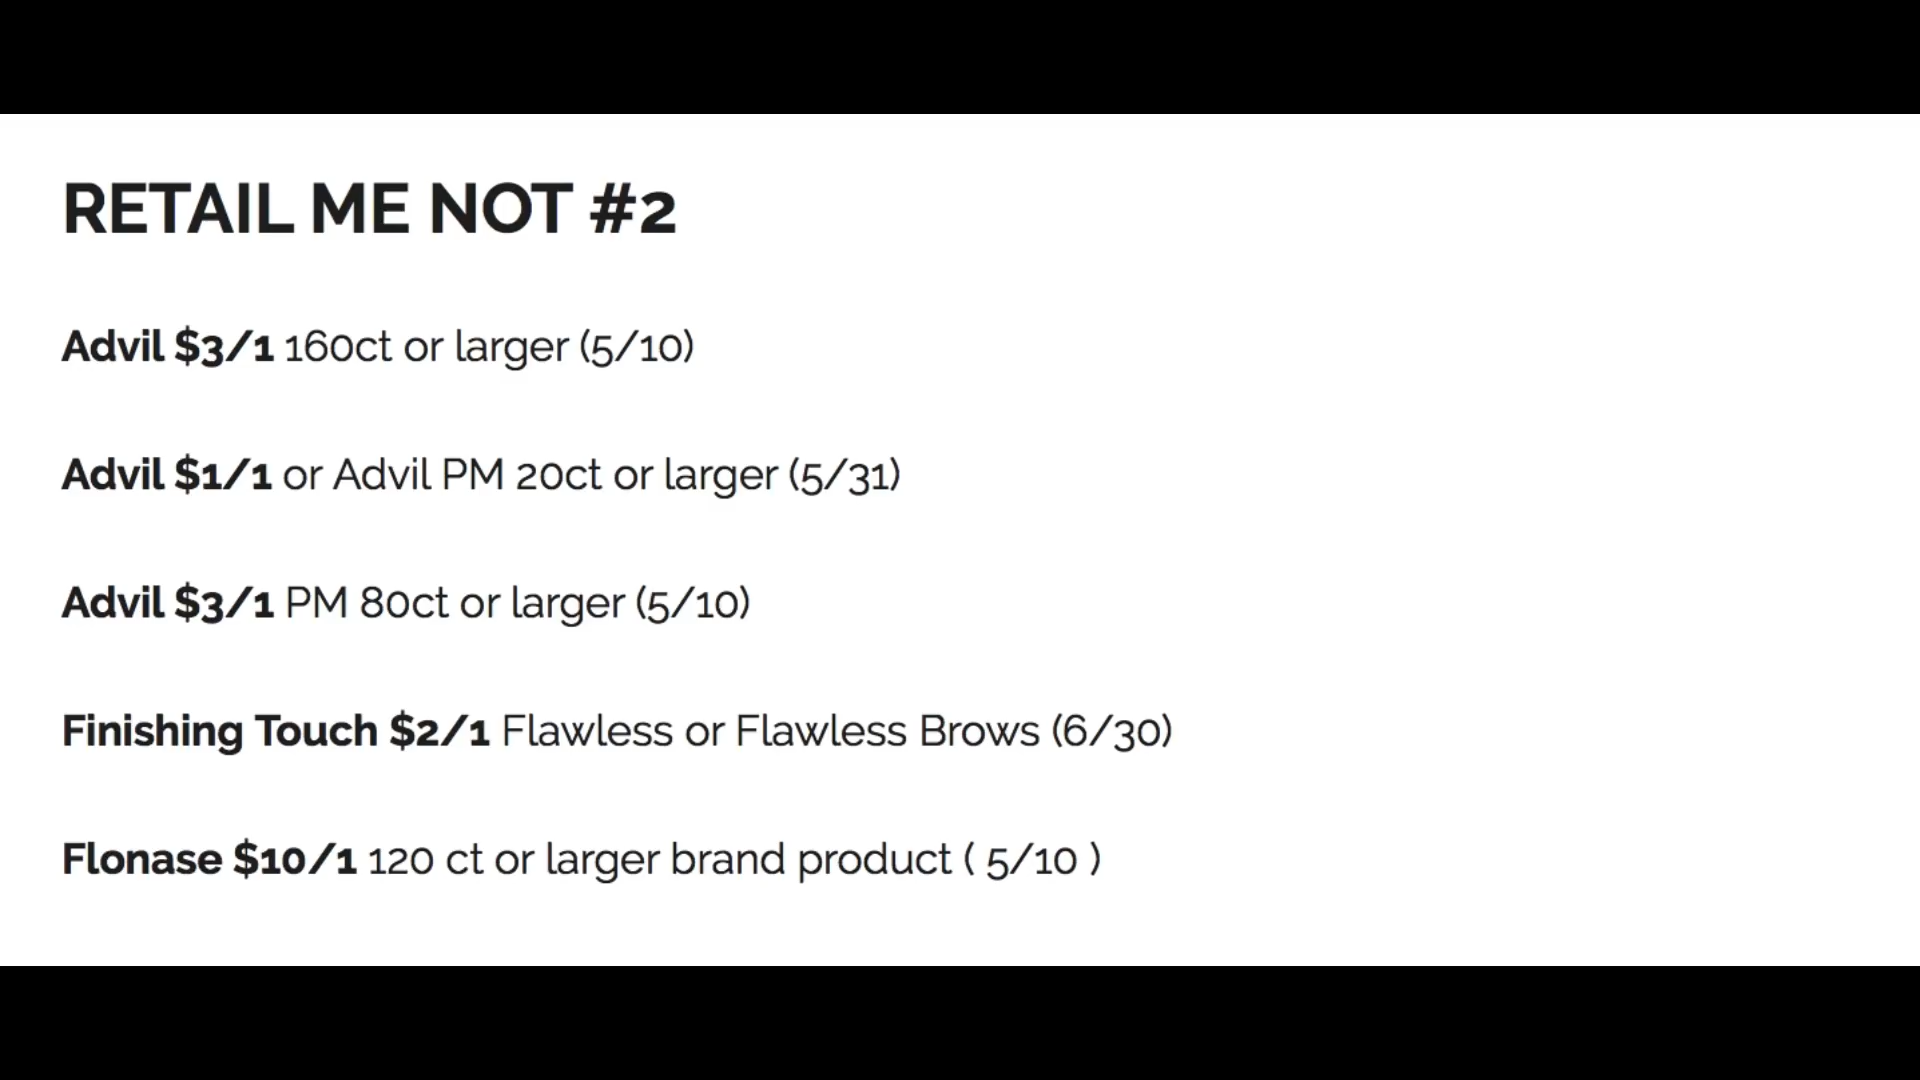 RETAIL ME NOT #2
Advil $3/1 160ct or larger (5/10)
Advil $1/1 or Advil PM 20ct or larger (5/31)
Advil $3/1 PM 80ct or larger (5/10)
Finishing Touch $2/1 Flawless or Flawless Brows (6/30)
Flonase $10/1 120 ct or larger brand product ( 5/10 )